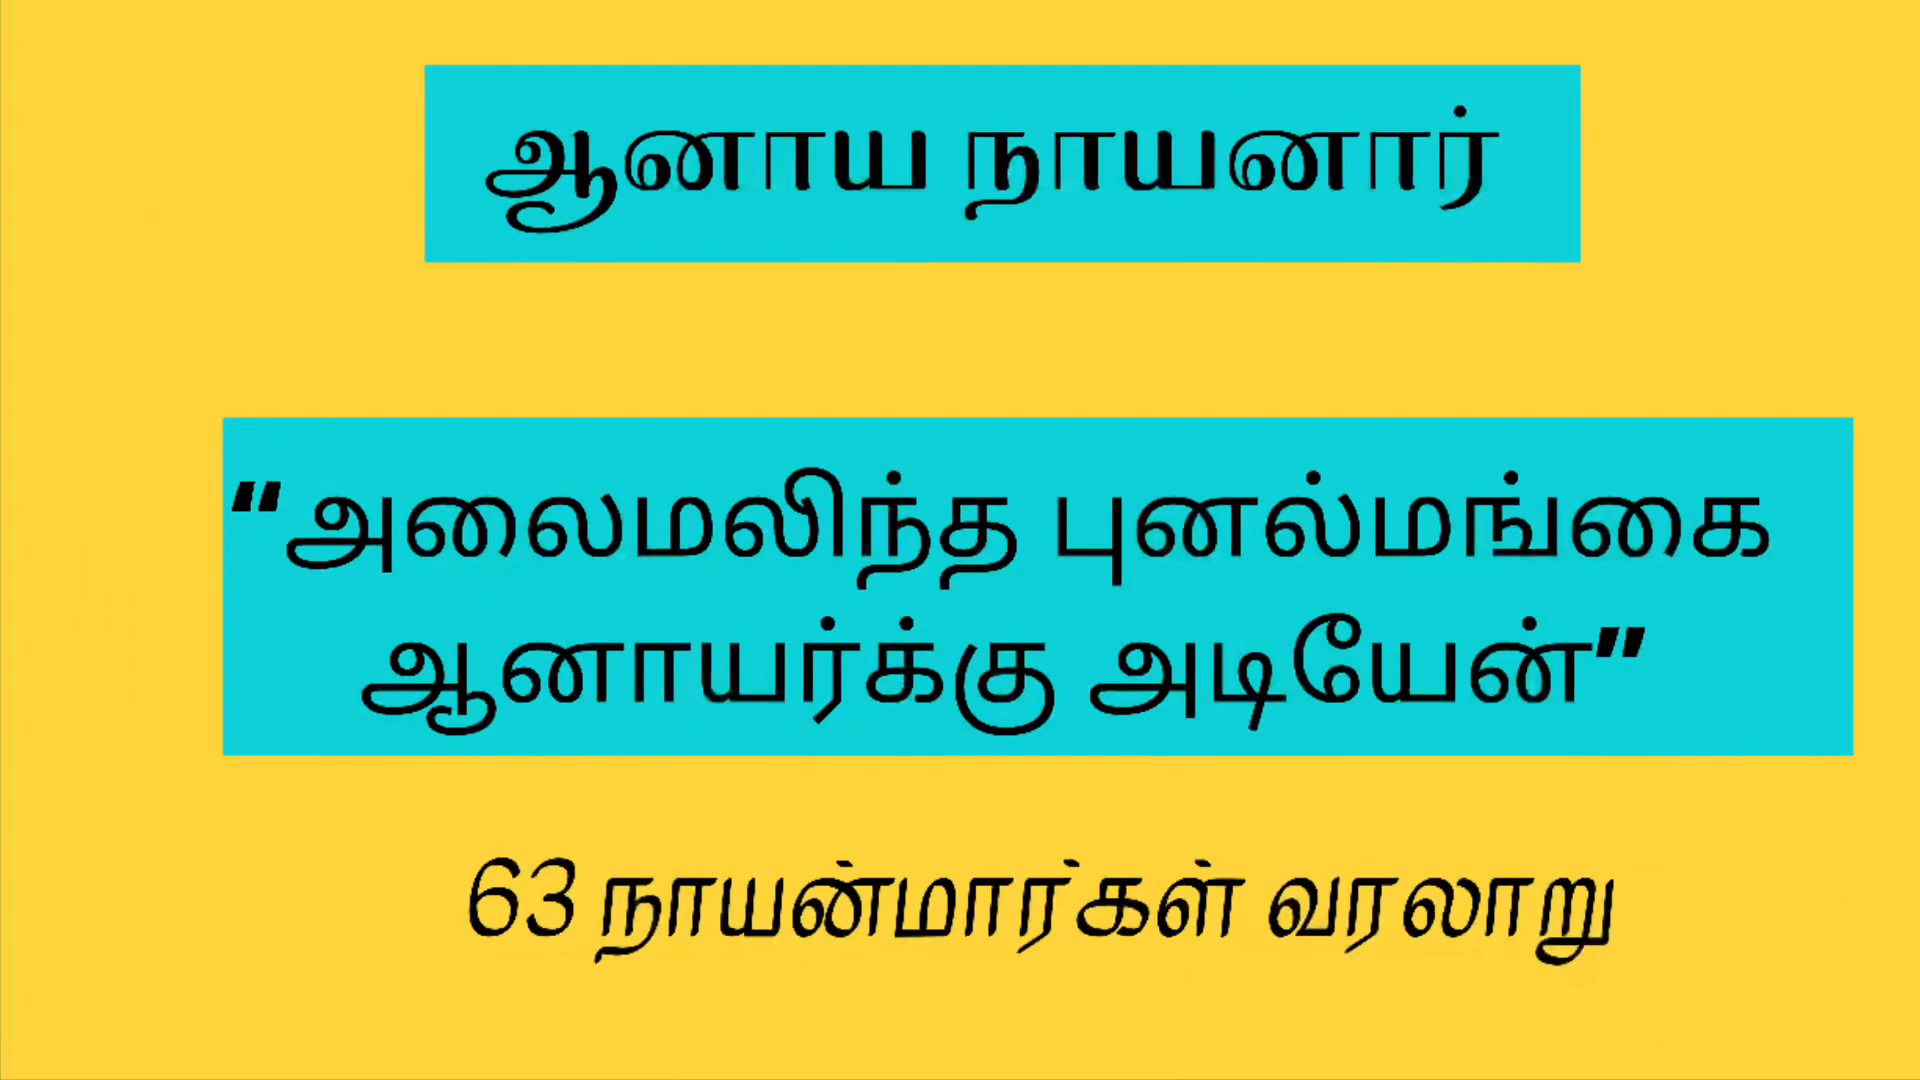 ஆனாய நாயனார்
“அலைமலிந்த புனல்மங்கை
ஆனாயர்க்கு அடியேன்”
63 நாயன்மார்கள் வரலாறு